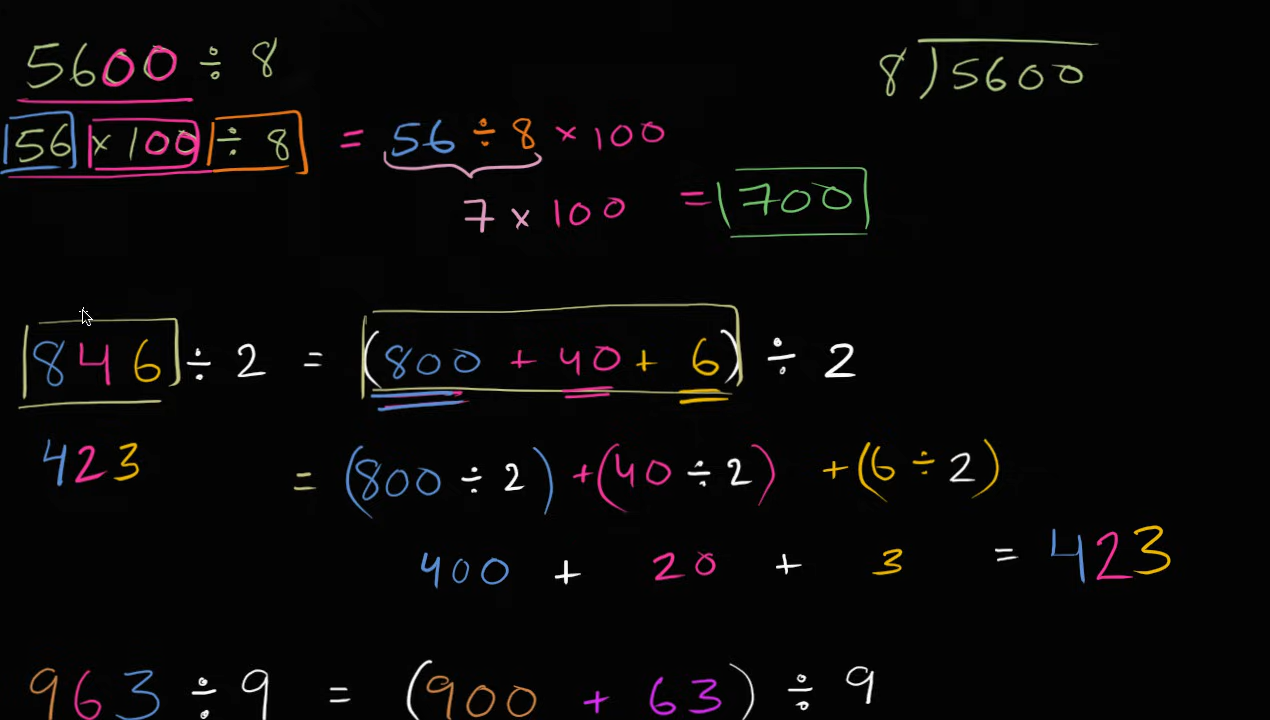 5600 ÷ 8
8)5600
56 × 100 ÷ 8 = 56 ÷ 8 × 100
7 × 100 = 700
846 ÷ 2 = (800 + 40 + 6) ÷ 2
423 = (800 ÷ 2) + (40 ÷ 2) + (6 ÷ 2)
400 + 20 + 3 = 423
963 ÷ 9 = (900 + 63) ÷ 9